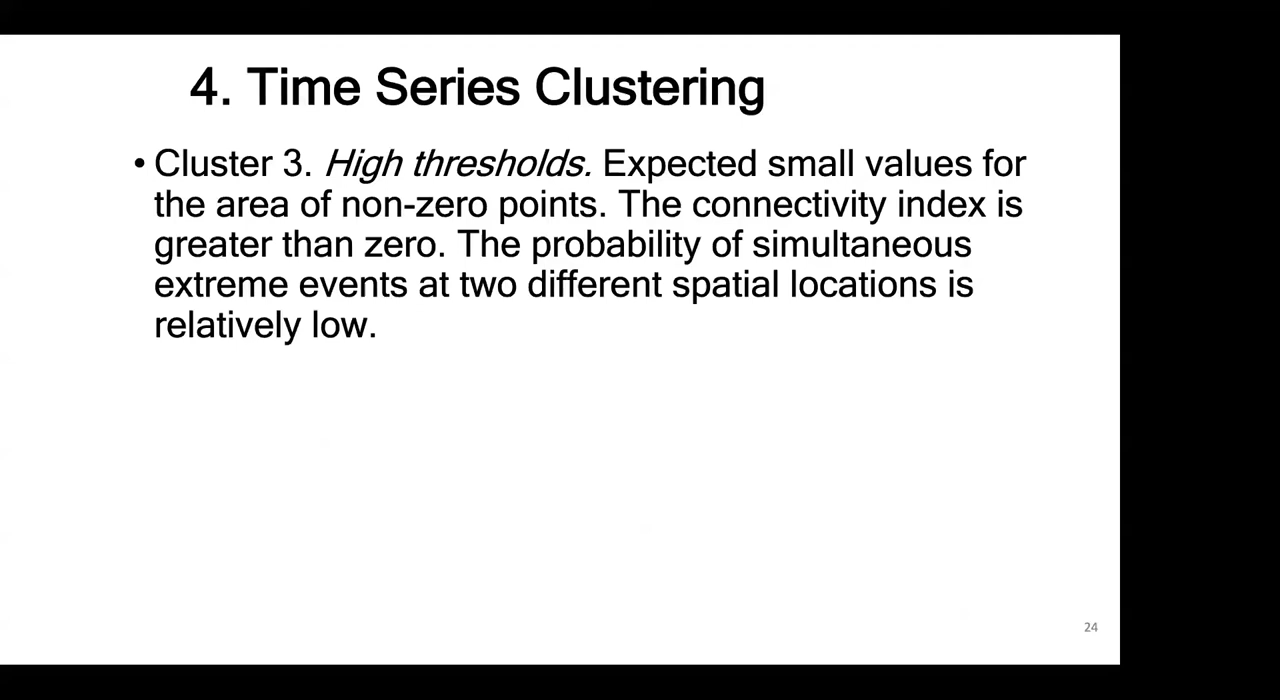 4. Time Series Clustering
• Cluster 3. High thresholds. Expected small values for
the area of non-zero points. The connectivity index is
greater than zero. The probability of simultaneous
extreme events at two different spatial locations is
relatively low.
24